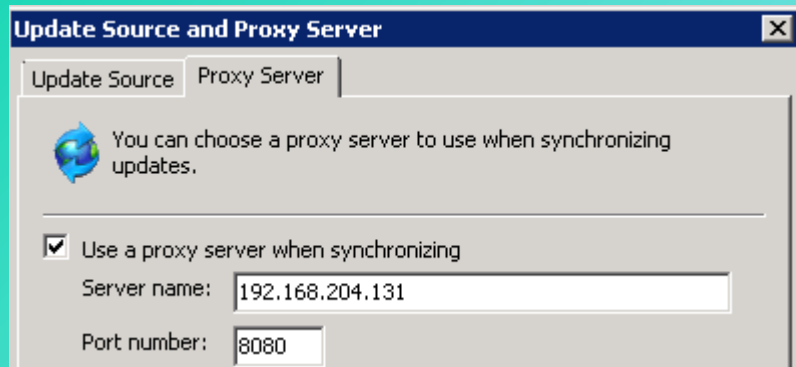 Update Source and Proxy Server
Update Source
Proxy Server
You can choose a proxy server to use when synchronizing
updates.
Use a proxy server when synchronizing
Server name: 192.168.204.131
Port number: 8080